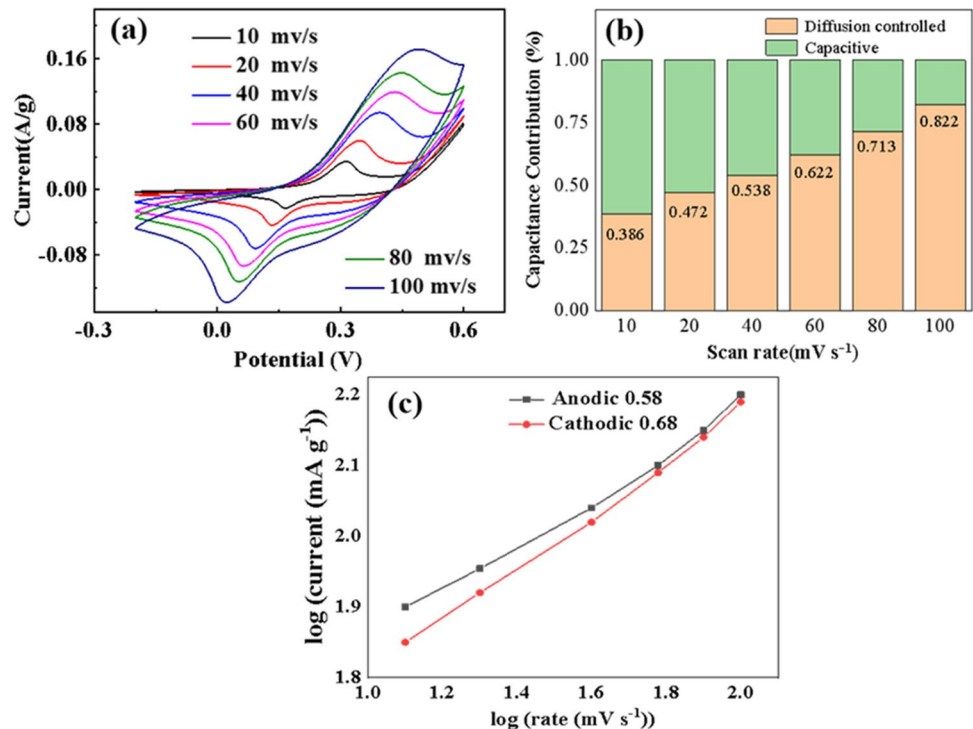 (a)
10 mv/s
20 mv/s
40 mv/s
60 mv/s
80 mv/s
100 mv/s
0.16
0.08
0.00
-0.08
-0.3
0.0
0.3
0.6
Current(A/g)
Potential (V)
(b)
Diffusion controlled
Capacitive
1.00
0.75
0.50
0.25
0.00
0.386
0.472
0.538
0.622
0.713
0.822
10
20
40
60
80
100
Capacitance Contribution (%)
Scan rate(mV s⁻¹)
(c)
Anodic 0.58
Cathodic 0.68
2.2
2.1
2.0
1.9
1.8
1.0
1.2
1.4
1.6
1.8
2.0
log (current (mA g⁻¹)
log (rate (mV s⁻¹))